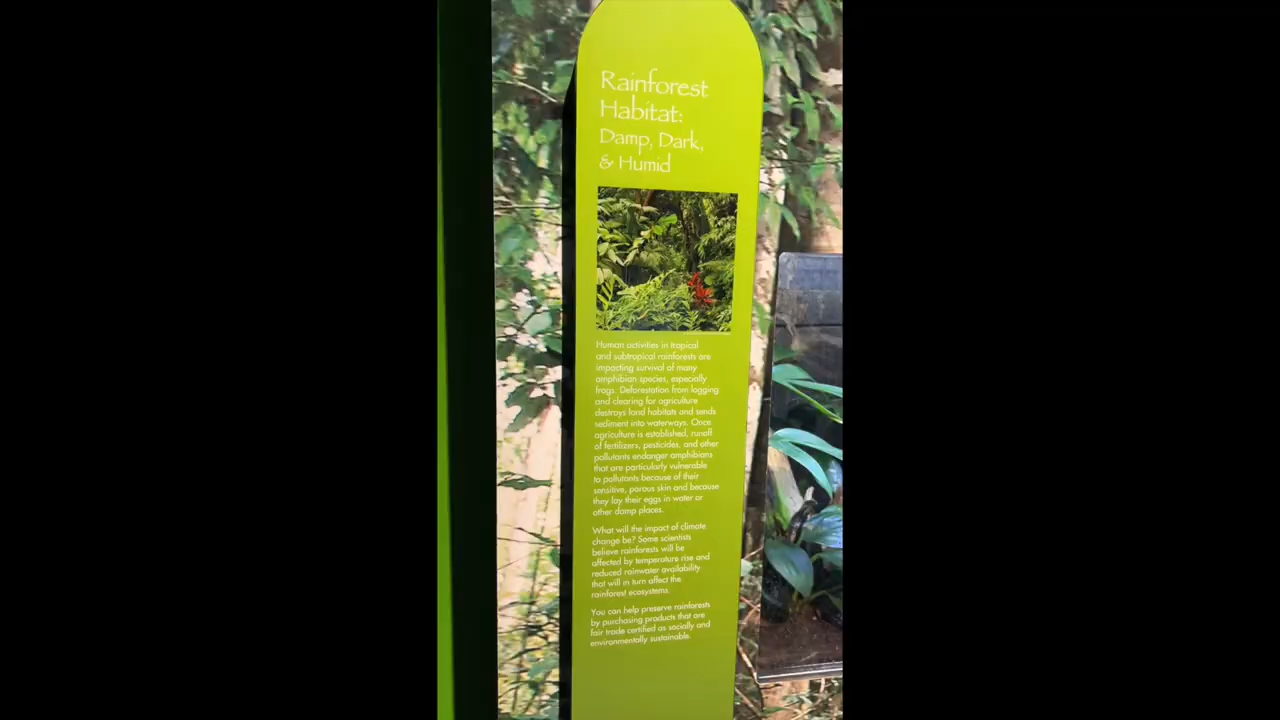 Rainforest
Habitat:
Damp, Dark,
& Humid
Human activities in tropical
and subtropical rainforests are
impacting survival of many
amphibian species, especially
frogs. Deforestation from logging
and clearing for agriculture
destroys land habitats and sends
sediment into waterways. Once
agriculture is established, runoff
of fertilizers, pesticides, and other
pollutants endanger amphibians
that are particularly vulnerable
to pollutants because of their
sensitive, porous skin and because
they lay their eggs in water or
other damp places.
What will the impact of climate
change be? Some scientists
believe rainforests will be
affected by temperature rise and
reduced rainwater availability
that will in turn affect the
rainforest ecosystems.
You can help preserve rainforests
by purchasing products that are
fair trade certified as socially and
environmentally sustainable.